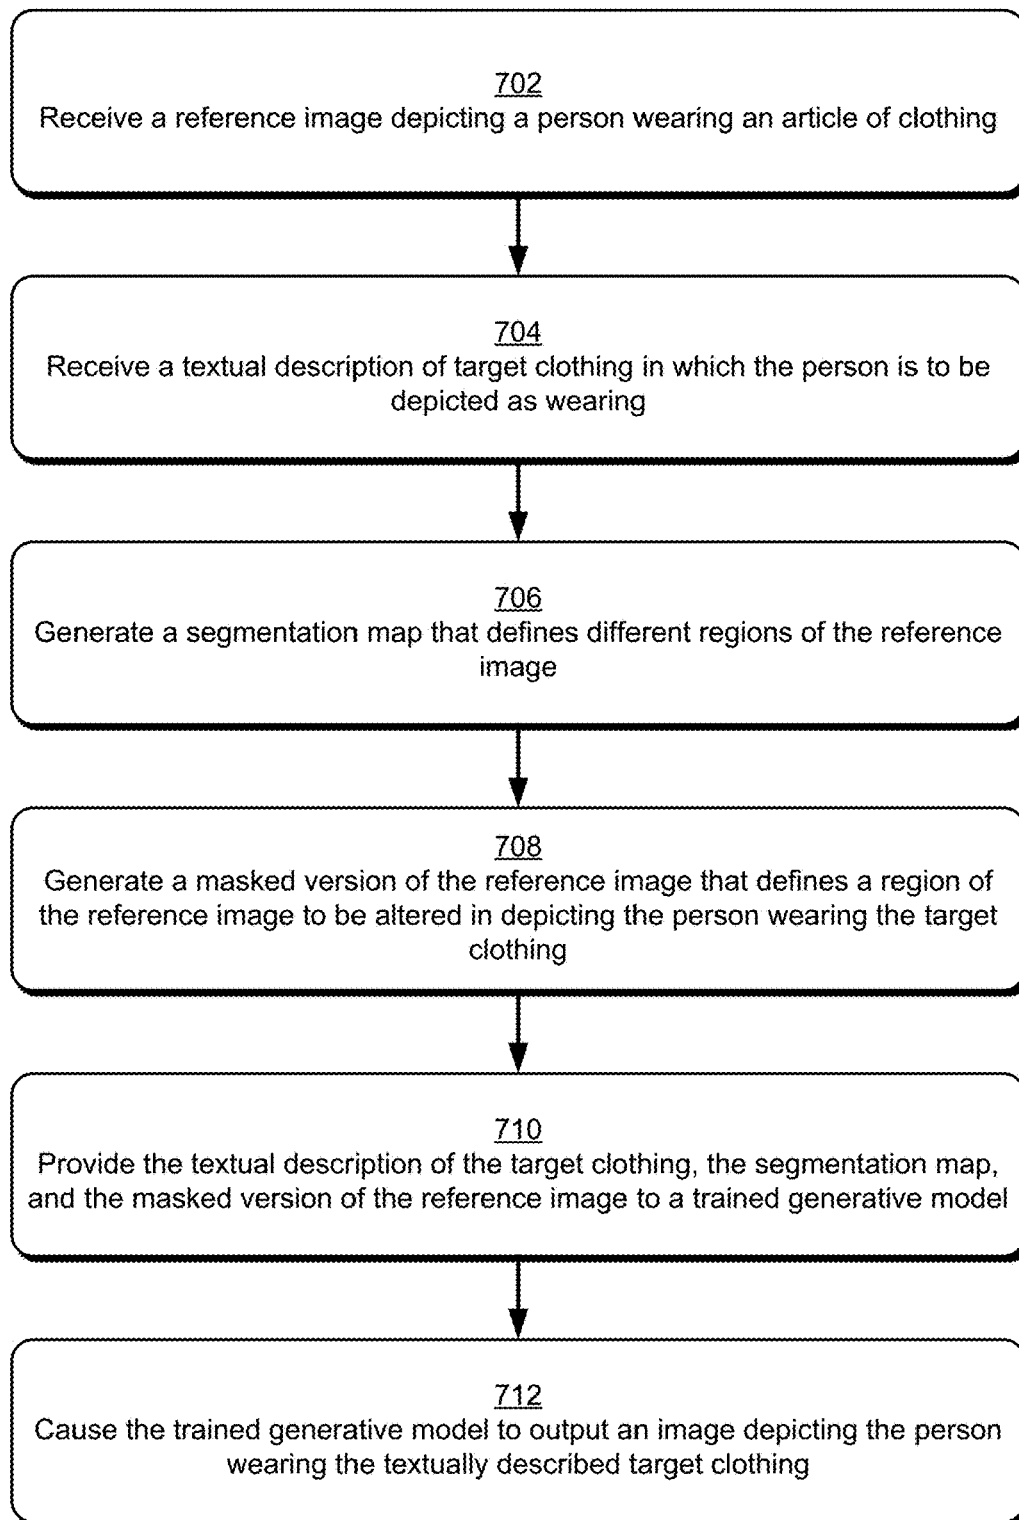 702
Receive a reference image depicting a person wearing an article of clothing
704
Receive a textual description of target clothing in which the person is to be
depicted as wearing
706
Generate a segmentation map that defines different regions of the reference
image
708
Generate a masked version of the reference image that defines a region of
the reference image to be altered in depicting the person wearing the target
clothing
710
Provide the textual description of the target clothing, the segmentation map,
and the masked version of the reference image to a trained generative model
712
Cause the trained generative model to output an image depicting the person
wearing the textually described target clothing